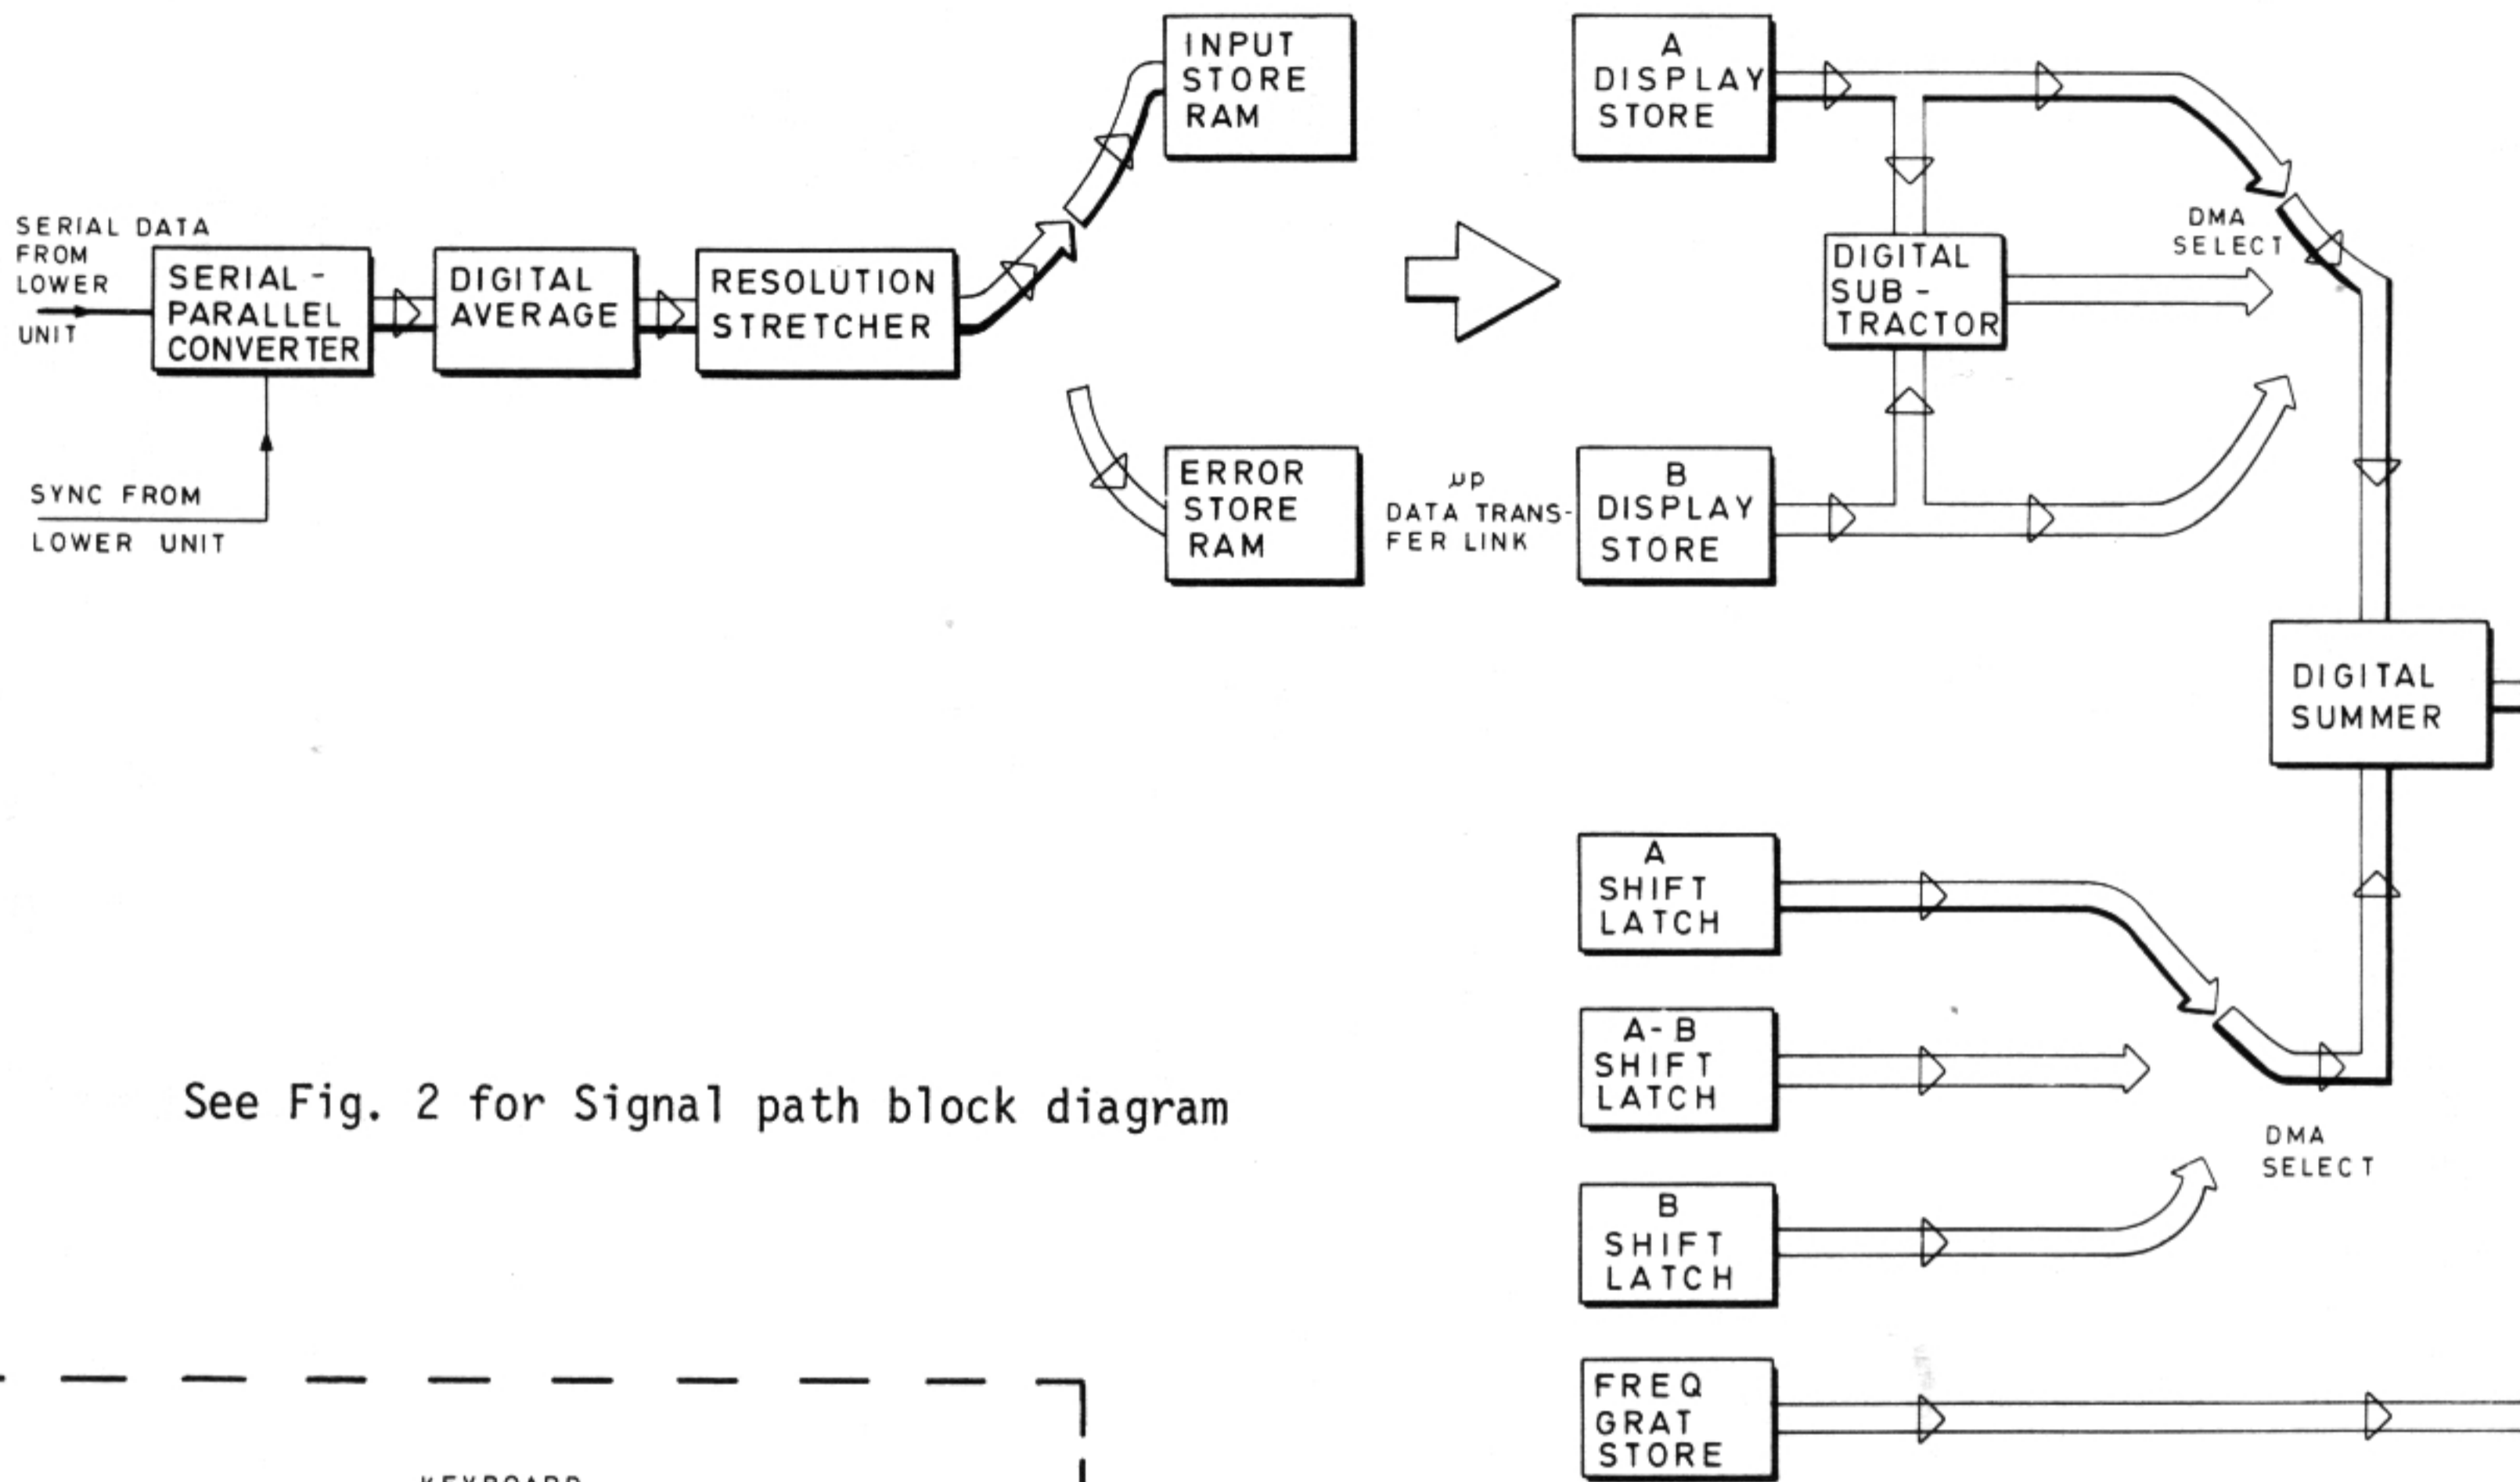 INPUT
STORE
RAM
A
DISPLAY
STORE
SERIAL DATA
FROM
LOWER
UNIT
SERIAL-
PARALLEL
CONVERTER
DIGITAL
AVERAGE
RESOLUTION
STRETCHER
DMA
SELECT
DIGITAL
SUB-
TRACTOR
SYNC FROM
LOWER UNIT
ERROR
STORE
RAM
μp
DATA TRANS-
FER LINK
B
DISPLAY
STORE
DIGITAL
SUMMER
A
SHIFT
LATCH
A-B
SHIFT
LATCH
See Fig. 2 for Signal path block diagram
DMA
SELECT
B
SHIFT
LATCH
FREQ
GRAT
STORE
KEYBOARD